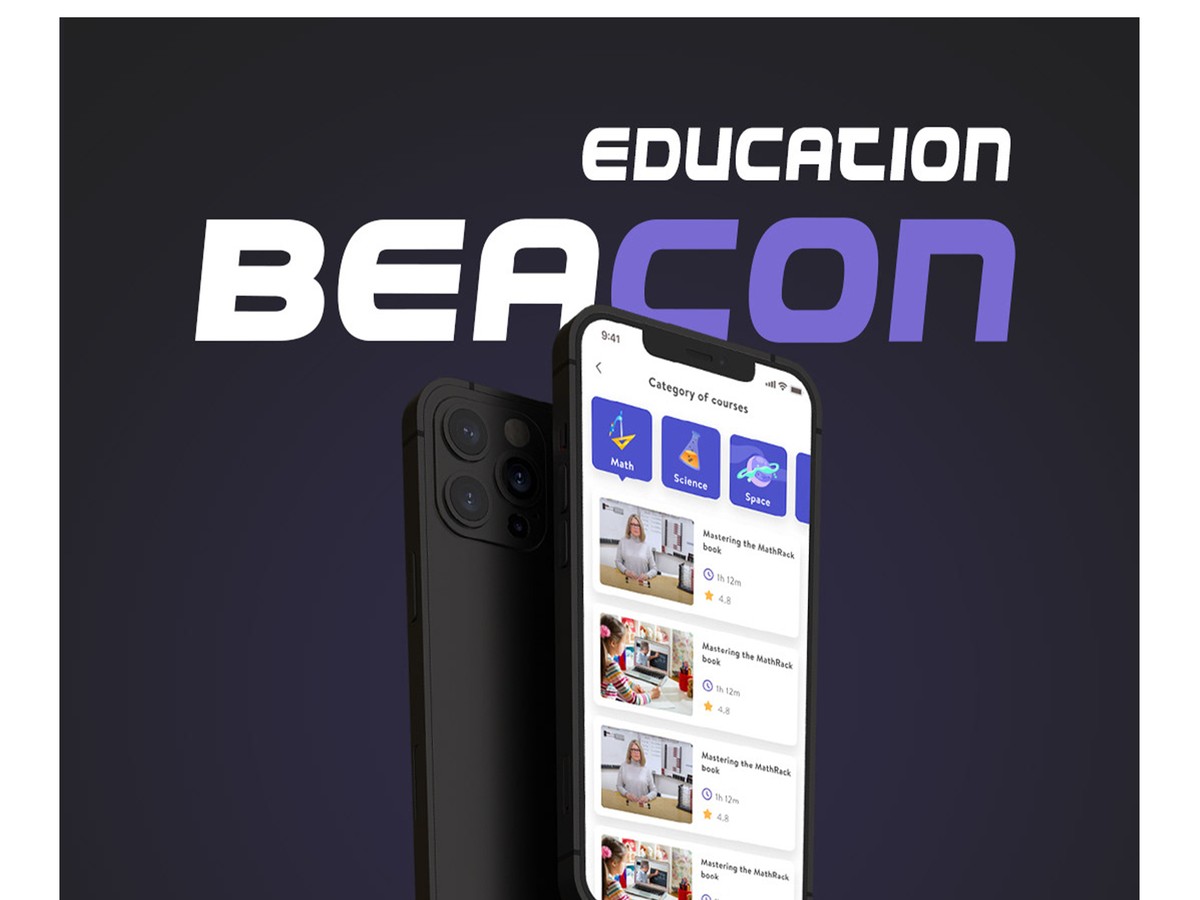 EDUCATION
BEACON
9:41
Category of courses
Math
Science
Space
Mastering the MathRack
book
1h 12m
4.8
Mastering the MathRack
book
1h 12m
4.8
Mastering the MathRack
book
1h 12m
4.8
Mastering the MathRack
book